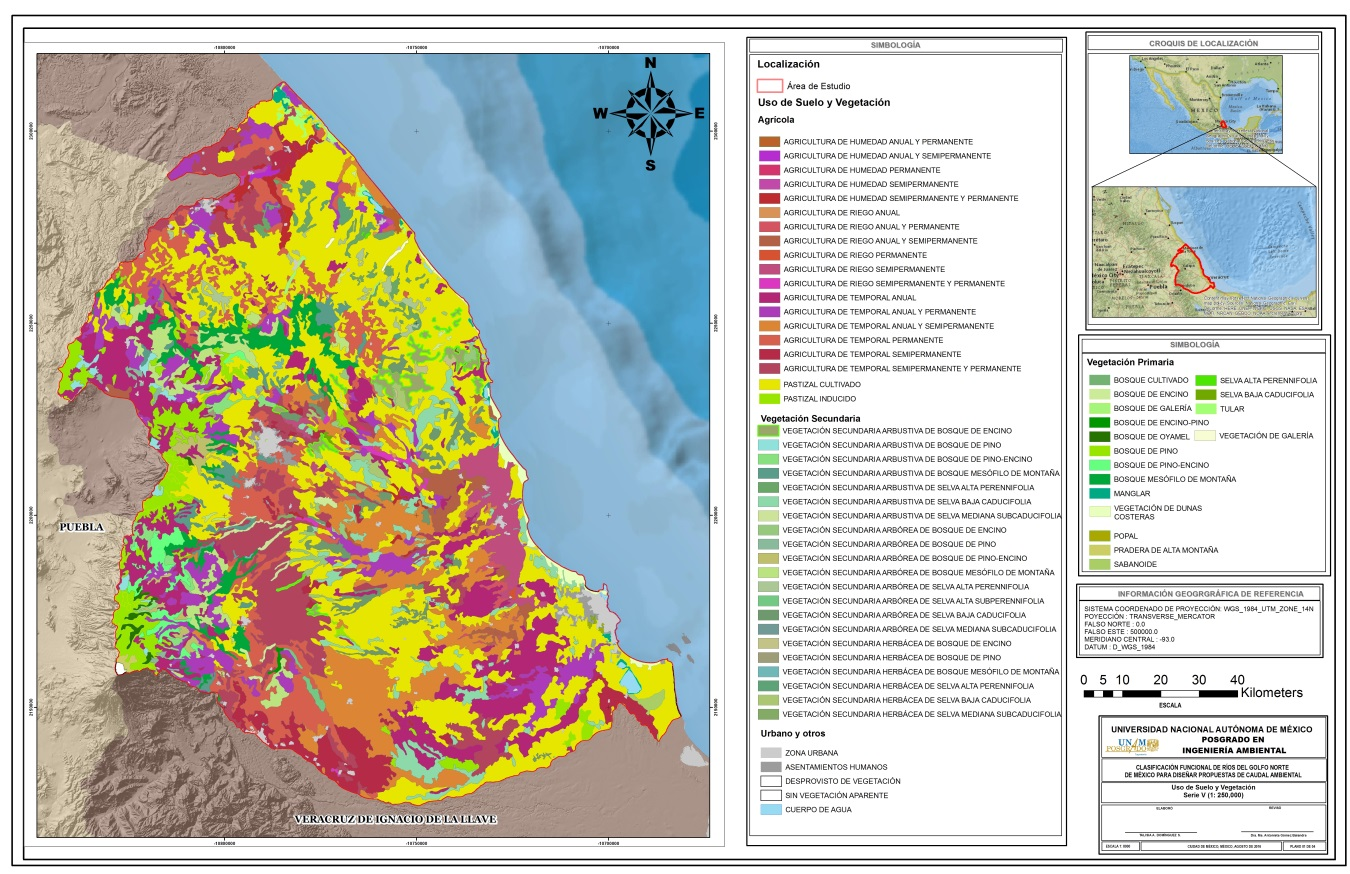 -10800000
-10750000
-10700000
N
W
E
S
2300000
2250000
2200000
2150000
PUEBLA
VERACRUZ DE IGNACIO DE LA LLAVE
-10800000
-10750000
-10700000
2300000
2250000
2200000
2150000
SIMBOLOGÍA
Localización
Área de Estudio
Uso de Suelo y Vegetación
Agrícola
AGRICULTURA DE HUMEDAD ANUAL Y PERMANENTE
AGRICULTURA DE HUMEDAD ANUAL Y SEMIPERMANENTE
AGRICULTURA DE HUMEDAD PERMANENTE
AGRICULTURA DE HUMEDAD SEMIPERMANENTE
AGRICULTURA DE HUMEDAD SEMIPERMANENTE Y PERMANENTE
AGRICULTURA DE RIEGO ANUAL
AGRICULTURA DE RIEGO ANUAL Y PERMANENTE
AGRICULTURA DE RIEGO ANUAL Y SEMIPERMANENTE
AGRICULTURA DE RIEGO PERMANENTE
AGRICULTURA DE RIEGO SEMIPERMANENTE
AGRICULTURA DE RIEGO SEMIPERMANENTE Y PERMANENTE
AGRICULTURA DE TEMPORAL ANUAL
AGRICULTURA DE TEMPORAL ANUAL Y PERMANENTE
AGRICULTURA DE TEMPORAL ANUAL Y SEMIPERMANENTE
AGRICULTURA DE TEMPORAL PERMANENTE
AGRICULTURA DE TEMPORAL SEMIPERMANENTE
AGRICULTURA DE TEMPORAL SEMIPERMANENTE Y PERMANENTE
PASTIZAL CULTIVADO
PASTIZAL INDUCIDO
Vegetación Secundaria
VEGETACIÓN SECUNDARIA ARBUSTIVA DE BOSQUE DE ENCINO
VEGETACIÓN SECUNDARIA ARBUSTIVA DE BOSQUE DE PINO
VEGETACIÓN SECUNDARIA ARBUSTIVA DE BOSQUE DE PINO-ENCINO
VEGETACIÓN SECUNDARIA ARBUSTIVA DE BOSQUE MESÓFILO DE MONTAÑA
VEGETACIÓN SECUNDARIA ARBUSTIVA DE SELVA ALTA PERENNIFOLIA
VEGETACIÓN SECUNDARIA ARBUSTIVA DE SELVA BAJA CADUCIFOLIA
VEGETACIÓN SECUNDARIA ARBUSTIVA DE SELVA MEDIANA SUBCADUCIFOLIA
VEGETACIÓN SECUNDARIA ARBÓREA DE BOSQUE DE ENCINO
VEGETACIÓN SECUNDARIA ARBÓREA DE BOSQUE DE PINO
VEGETACIÓN SECUNDARIA ARBÓREA DE BOSQUE DE PINO-ENCINO
VEGETACIÓN SECUNDARIA ARBÓREA DE BOSQUE MESÓFILO DE MONTAÑA
VEGETACIÓN SECUNDARIA ARBÓREA DE SELVA ALTA PERENNIFOLIA
VEGETACIÓN SECUNDARIA ARBÓREA DE SELVA ALTA SUBPERENNIFOLIA
VEGETACIÓN SECUNDARIA ARBÓREA DE SELVA BAJA CADUCIFOLIA
VEGETACIÓN SECUNDARIA ARBÓREA DE SELVA MEDIANA SUBCADUCIFOLIA
VEGETACIÓN SECUNDARIA HERBÁCEA DE BOSQUE DE ENCINO
VEGETACIÓN SECUNDARIA HERBÁCEA DE BOSQUE DE PINO
VEGETACIÓN SECUNDARIA HERBÁCEA DE BOSQUE MESÓFILO DE MONTAÑA
VEGETACIÓN SECUNDARIA HERBÁCEA DE SELVA ALTA PERENNIFOLIA
VEGETACIÓN SECUNDARIA HERBÁCEA DE SELVA BAJA CADUCIFOLIA
VEGETACIÓN SECUNDARIA HERBÁCEA DE SELVA MEDIANA SUBCADUCIFOLIA
Urbano y otros
ZONA URBANA
ASENTAMIENTOS HUMANOS
DESPROVISTO DE VEGETACIÓN
SIN VEGETACIÓN APARENTE
CUERPO DE AGUA
CROQUIS DE LOCALIZACIÓN
MEXICO
Puebla
SIMBOLOGÍA
Vegetación Primaria
BOSQUE CULTIVADO
BOSQUE DE ENCINO
BOSQUE DE GALERÍA
BOSQUE DE ENCINO-PINO
BOSQUE DE OYAMEL
BOSQUE DE PINO
BOSQUE DE PINO-ENCINO
BOSQUE MESÓFILO DE MONTAÑA
MANGLAR
VEGETACIÓN DE DUNAS
COSTERAS
POPAL
PRADERA DE ALTA MONTAÑA
SABANOIDE
SELVA ALTA PERENNIFOLIA
SELVA BAJA CADUCIFOLIA
TULAR
VEGETACIÓN DE GALERÍA
INFORMACIÓN GEOGRGRÁFICA DE REFERENCIA
SISTEMA COORDENADO DE PROYECCIÓN: WGS_1984_UTM_ZONE_14N
POYECCIÓN : TRANSVERSE_MERCATOR
FALSO NORTE : 0.0
FALSO ESTE : 500000.0
MERIDIANO CENTRAL : -93.0
DATUM : D_WGS_1984
0 5 10 20 30 40
Kilometers
ESCALA
UNIVERSIDAD NACIONAL AUTÓNOMA DE MÉXICO
POSGRADO EN
INGENIERÍA AMBIENTAL
UNAM
POSGRADO
CLASIFICACIÓN FUNCIONAL DE RÍOS DEL GOLFO NORTE
DE MÉXICO PARA DISEÑAR PROPUESTAS DE CAUDAL AMBIENTAL
Uso de Suelo y Vegetación
Serie V (1: 250,000)
ELABORO
REVISO